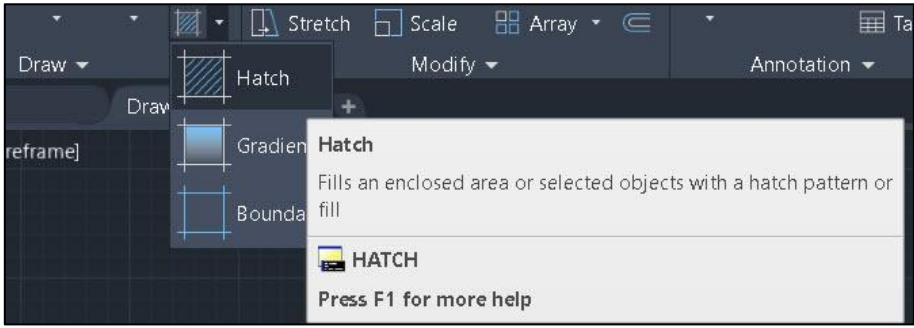 Stretch Scale Array Ta
Draw Modify Annotation
Hatch
Draw
reframe]
Gradien
Bounda
Hatch
Fills an enclosed area or selected objects with a hatch pattern or
fill
HATCH
Press F1 for more help